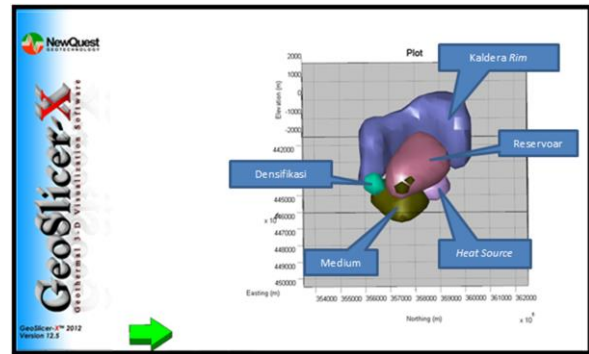 NewQuest
GEOTECHNOLOGY
GeoSlicer-X
Geothermal 3-D Visualization Software
GeoSlicer-X™ 2012
Version 12.5
Plot
Kaldera Rim
Reservoar
Densifikasi
Medium
Heat Source
Elevation (m)
2000
1000
0
-1000
-2000
442000
443000
444000
445000
446000
447000
448000
449000
450000
Easting (m)
354000 355000 356000 357000 358000 359000 360000 361000 362000
Northing (m)